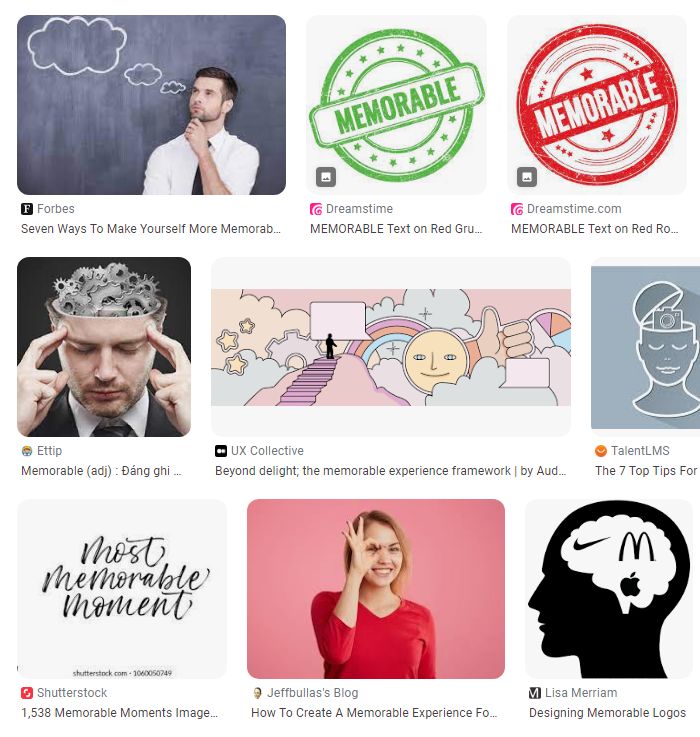 MEMORABLE
MEMORABLE
F Forbes
Dreamstime
Dreamstime.com
Seven Ways To Make Yourself More Memorab...
MEMORABLE Text on Red Gru...
MEMORABLE Text on Red Ro...
Ettip
UX Collective
TalentLMS
Memorable (adj) : Đáng ghi ...
Beyond delight; the memorable experience framework | by Aud...
The 7 Top Tips For
most
memorable
moment
shutterstock.com · 1060050749
Shutterstock
Jeffbullas's Blog
M Lisa Merriam
1,538 Memorable Moments Image...
How To Create A Memorable Experience Fo...
Designing Memorable Logos